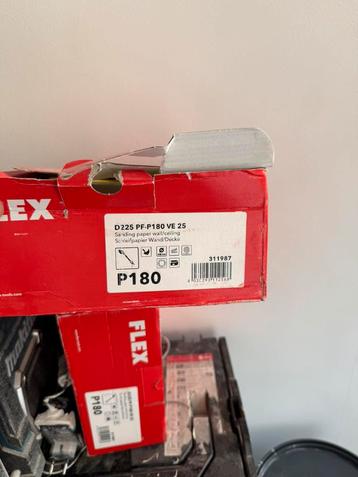 FLEX
D225 PF-P180 VE 25
Sanding paper wall/ceiling
Schleifpapier Wand/Decke
311987
P180
FLEX
P180